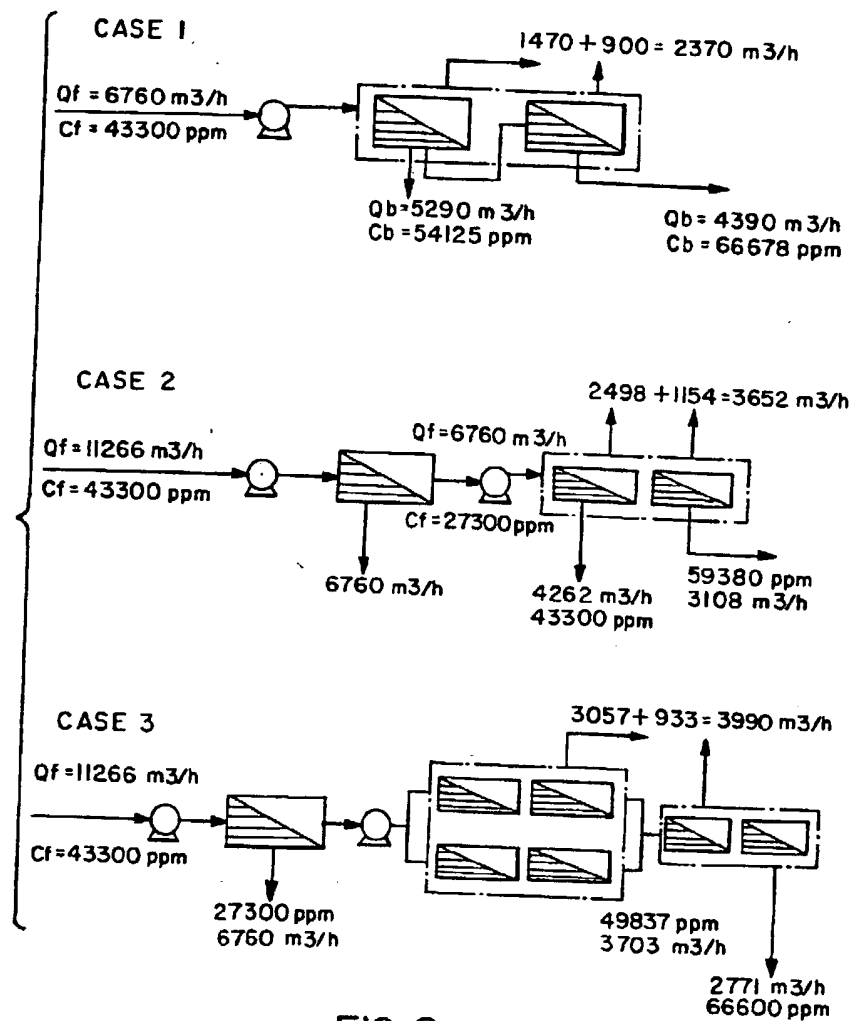 CASE 1
1470 + 900 = 2370 m3/h
Qf = 6760 m3/h
Cf = 43300 ppm
Qb = 5290 m3/h
Cb = 54125 ppm
Qb = 4390 m3/h
Cb = 66678 ppm
CASE 2
2498 + 1154 = 3652 m3/h
Qf = 11266 m3/h
Cf = 43300 ppm
Qf = 6760 m3/h
Cf = 27300 ppm
6760 m3/h
4262 m3/h
43300 ppm
59380 ppm
3108 m3/h
CASE 3
3057 + 933 = 3990 m3/h
Qf = 11266 m3/h
Cf = 43300 ppm
27300 ppm
6760 m3/h
49837 ppm
3703 m3/h
2771 m3/h
66600 ppm